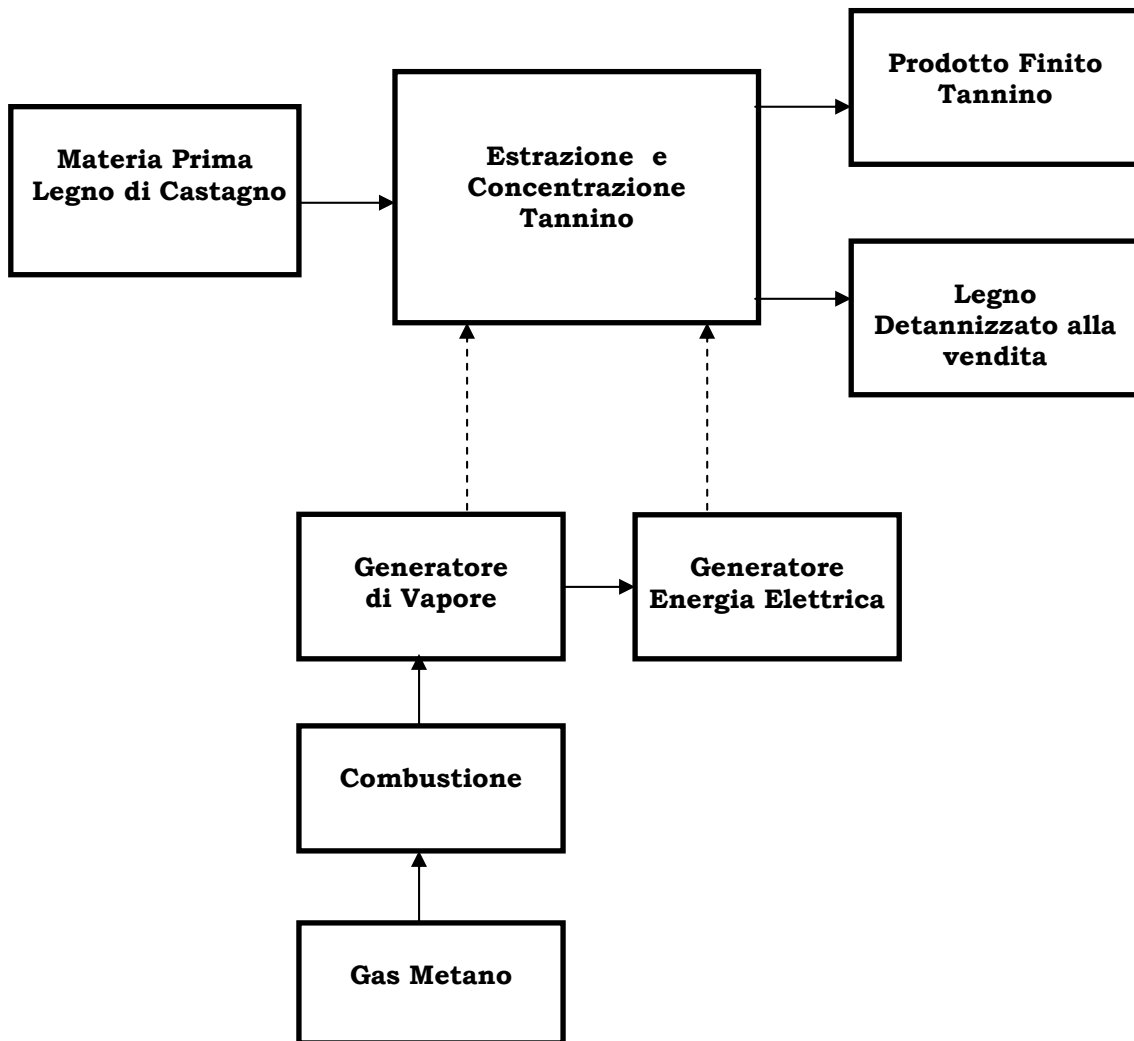 Prodotto Finito
Tannino
Materia Prima
Legno di Castagno
Estrazione e
Concentrazione
Tannino
Legno
Detannizzato alla
vendita
Generatore
di Vapore
Generatore
Energia Elettrica
Combustione
Gas Metano